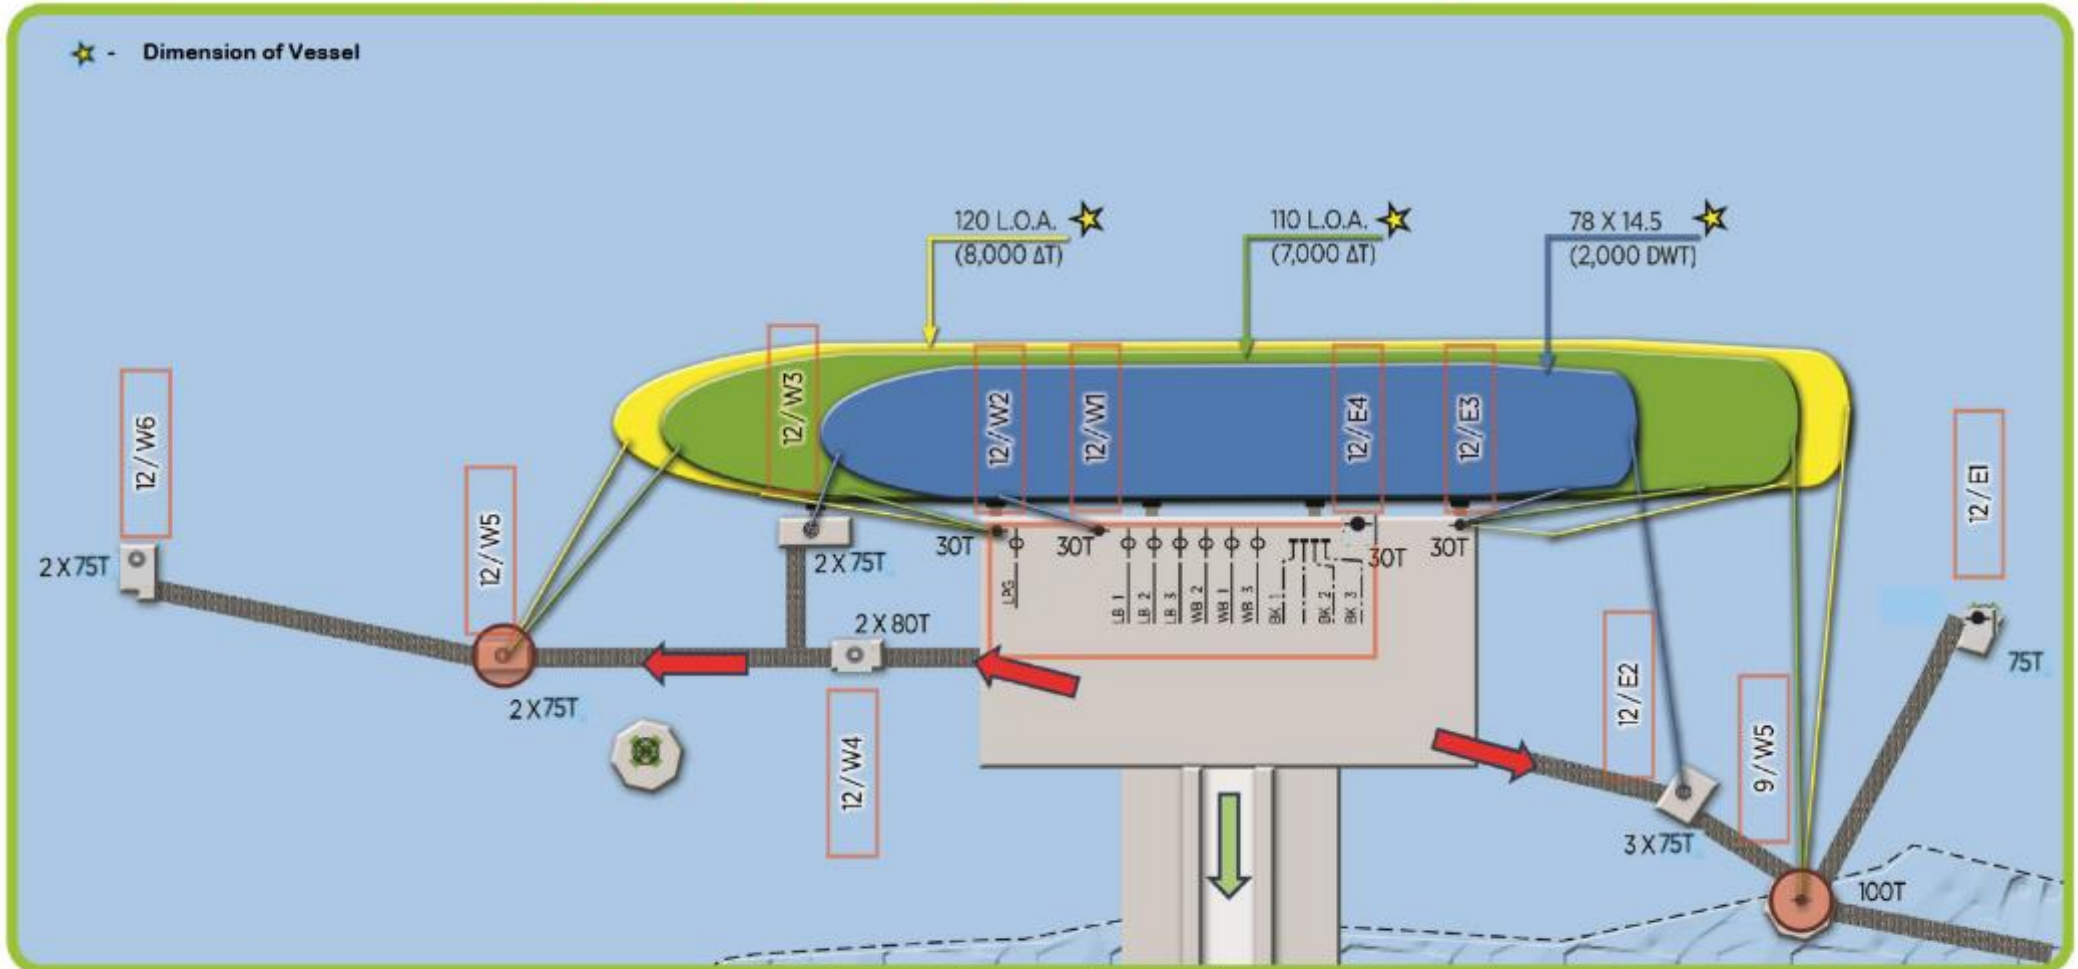 - Dimension of Vessel
120 L.O.A.
(8,000 ΔT)
110 L.O.A.
(7,000 ΔT)
78 X 14.5
(2,000 DWT)
12/W6
12/W5
12/W3
12/W2
12/W1
12/E4
12/E3
12/E1
2 X 75T
30T
2 X 75T
30T
30T
30T
LPG
LB 1
LB 2
LB 3
WB 2
WB 1
WB 3
BK 1
BK 2
BK 3
2 X 80T
2 X 75T
12/W4
12/E2
9/W5
75T
3 X 75T
100T